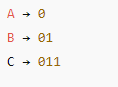 A → 0
B → 01
C → 011